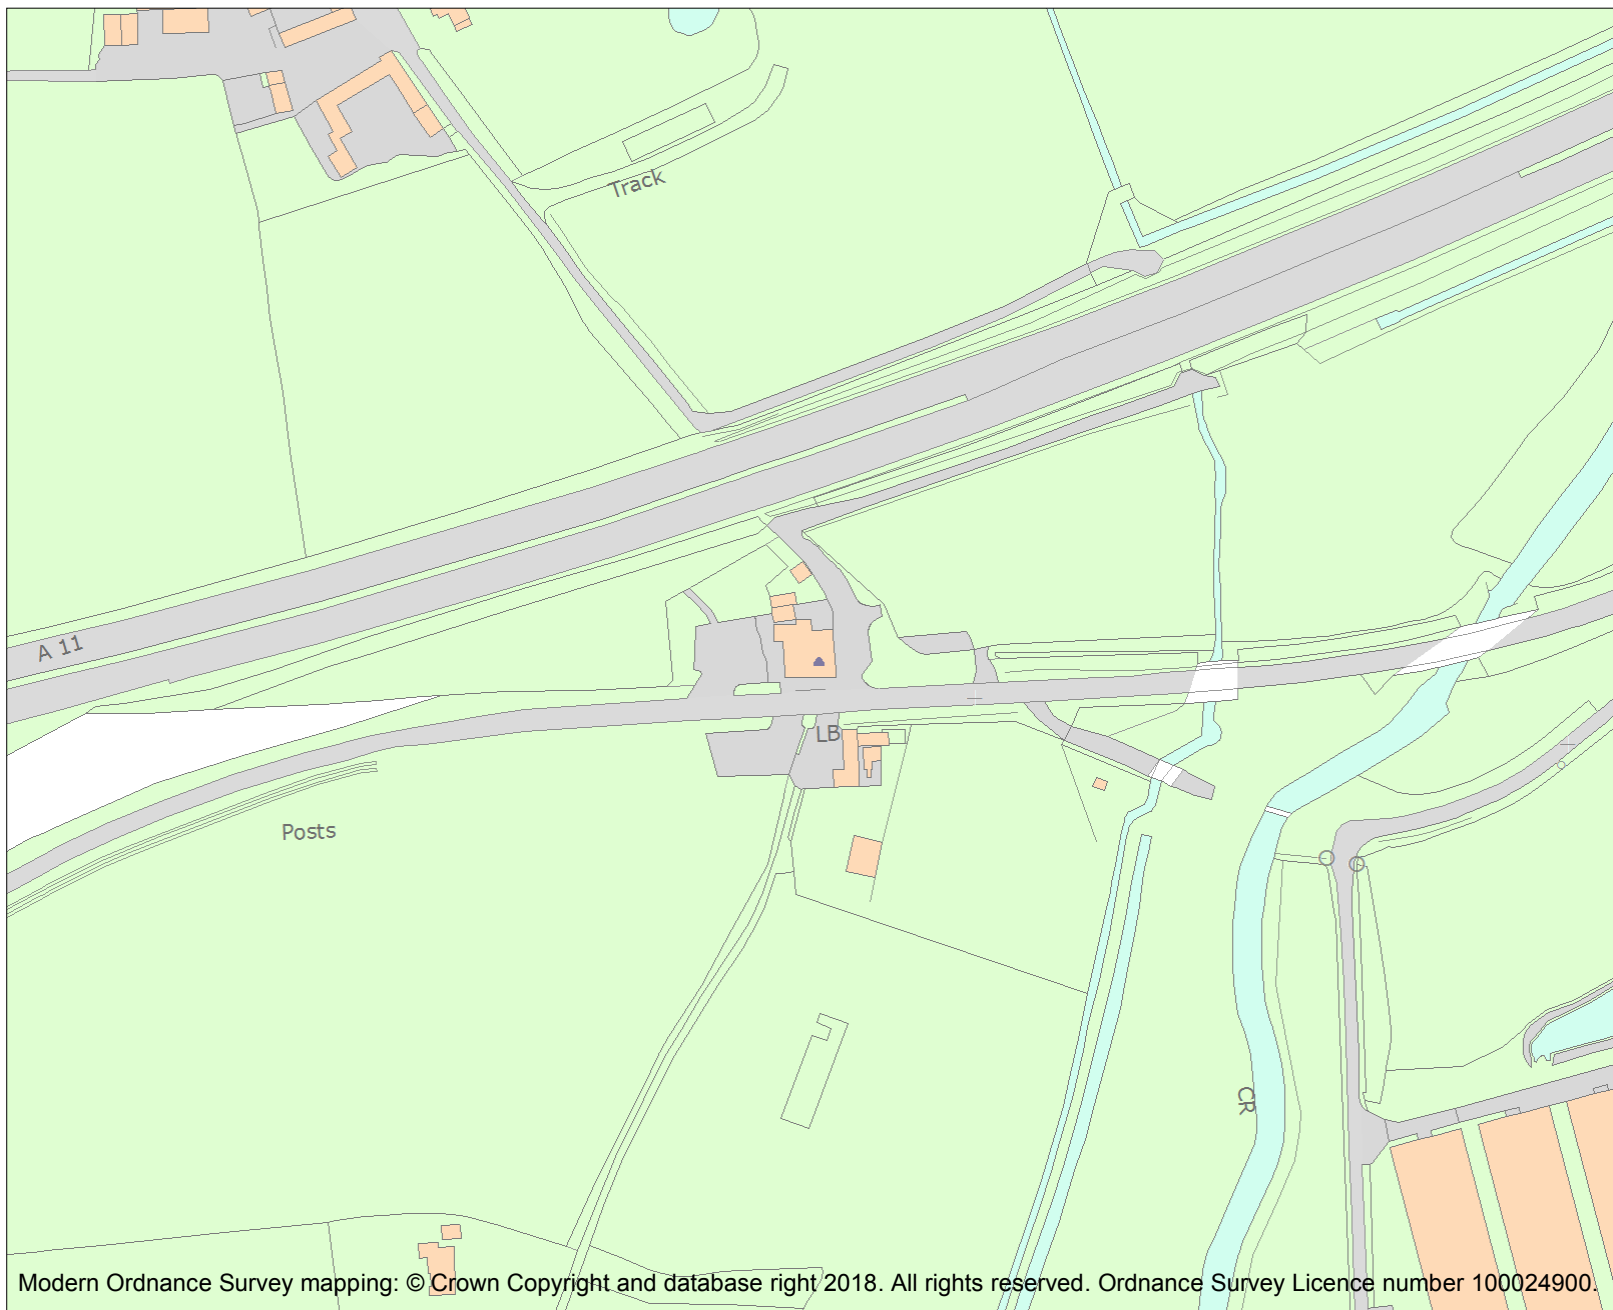 Track
A 11
LB
Posts
CR
Modern Ordnance Survey mapping: © Crown Copyright and database right 2018. All rights reserved. Ordnance Survey Licence number 100024900.